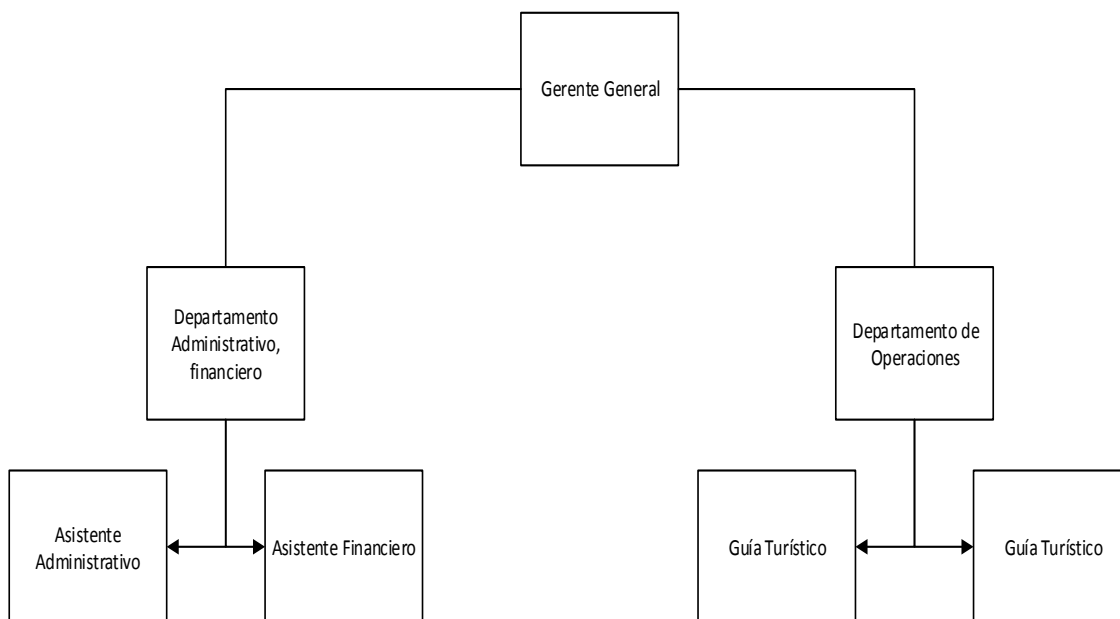 Gerente General
Departamento
Administrativo,
financiero
Departamento de
Operaciones
Asistente
Administrativo
Asistente Financiero
Guía Turístico
Guía Turístico